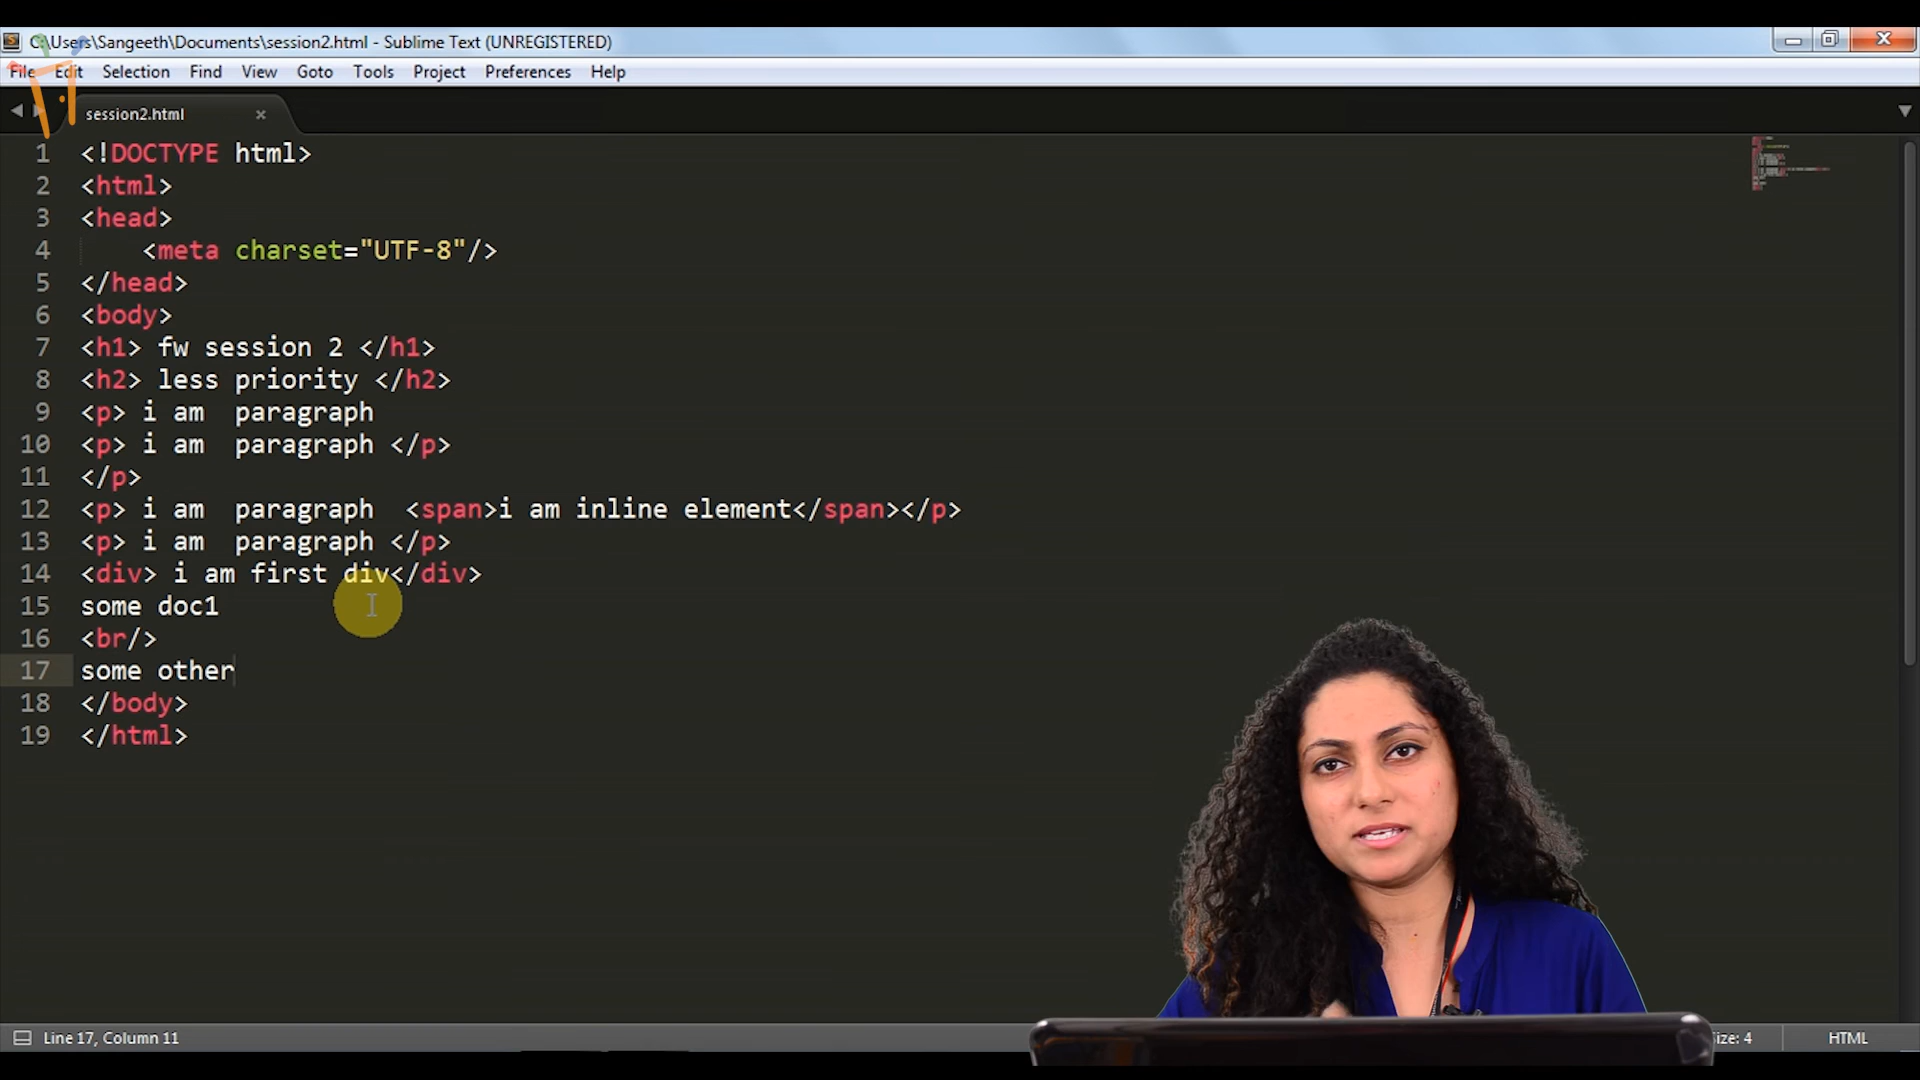 C:\Users\Sangeeth\Documents\session2.html - Sublime Text (UNREGISTERED)
File Edit Selection Find View Goto Tools Project Preferences Help
session2.html
1 <!DOCTYPE html>
2 <html>
3 <head>
4 <meta charset="UTF-8"/>
5 </head>
6 <body>
7 <h1> fw session 2 </h1>
8 <h2> less priority </h2>
9 <p> i am  paragraph
10 <p> i am  paragraph </p>
11 </p>
12 <p> i am  paragraph  <span>i am inline element</span></p>
13 <p> i am  paragraph </p>
14 <div> i am first div</div>
15 some doc1
16 <br/>
17 some other
18 </body>
19 </html>
Line 17, Column 11
Size: 4 HTML